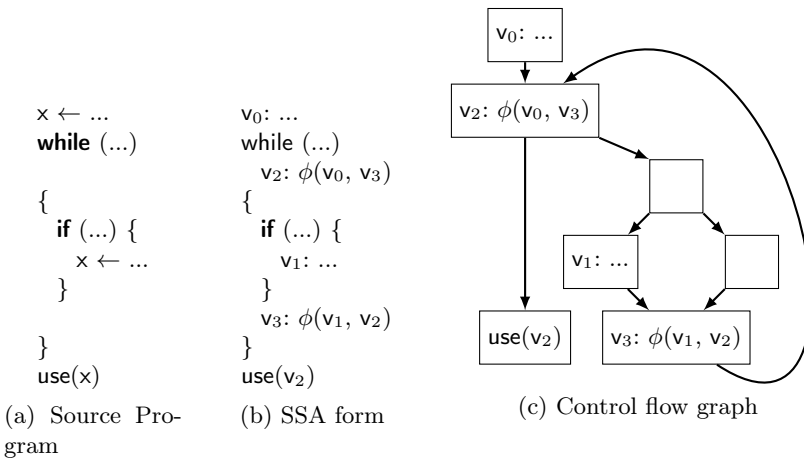 x ← ...
while (...)
{
if (...) {
x ← ...
}
}
use(x)
(a) Source Pro-
gram
v₀: ...
while (...)
v₂: ϕ(v₀, v₃)
{
if (...) {
v₁: ...
}
v₃: ϕ(v₁, v₂)
}
use(v₂)
(b) SSA form
v₀: ...
v₂: ϕ(v₀, v₃)
v₁: ...
use(v₂)
v₃: ϕ(v₁, v₂)
(c) Control flow graph